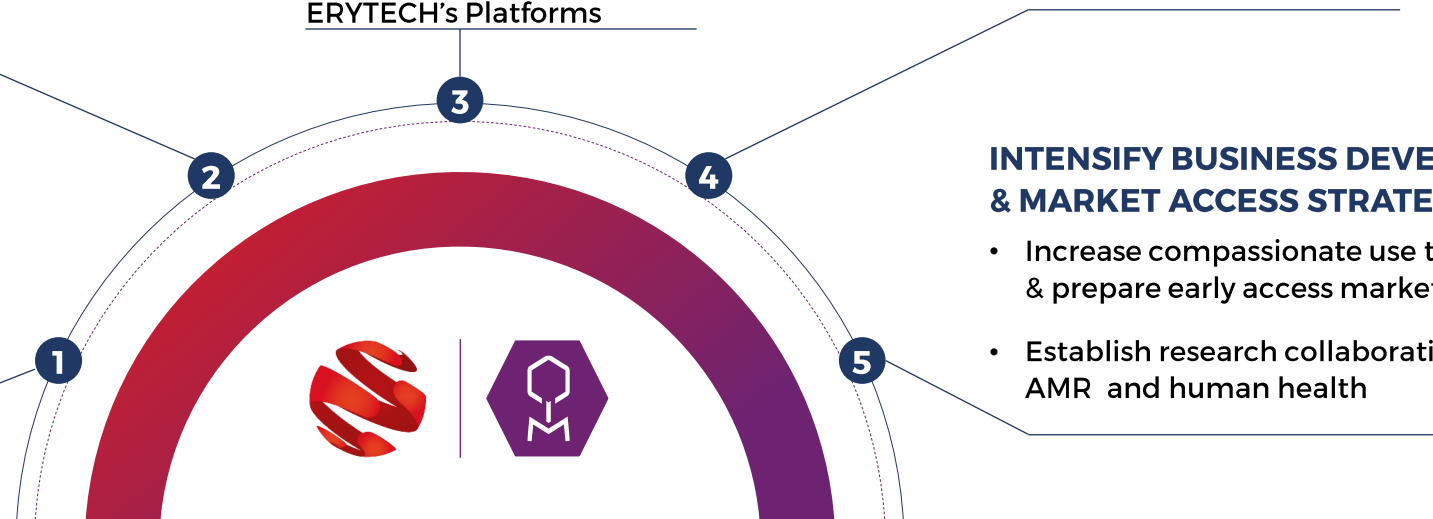 ERYTECH’s Platforms
3
2
4
1
5
INTENSIFY BUSINESS DEVE
& MARKET ACCESS STRATE
• Increase compassionate use t
& prepare early access marke
• Establish research collaborati
AMR and human health